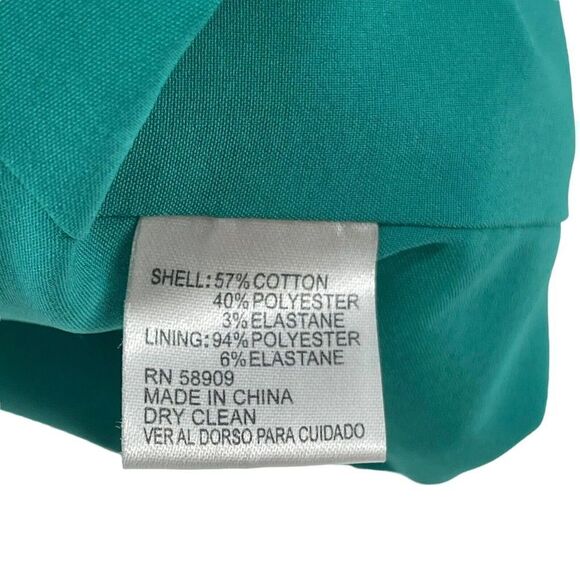 SHELL: 57% COTTON
40% POLYESTER
3% ELASTANE
LINING: 94% POLYESTER
6% ELASTANE
RN 58909
MADE IN CHINA
DRY CLEAN
VER AL DORSO PARA CUIDADO